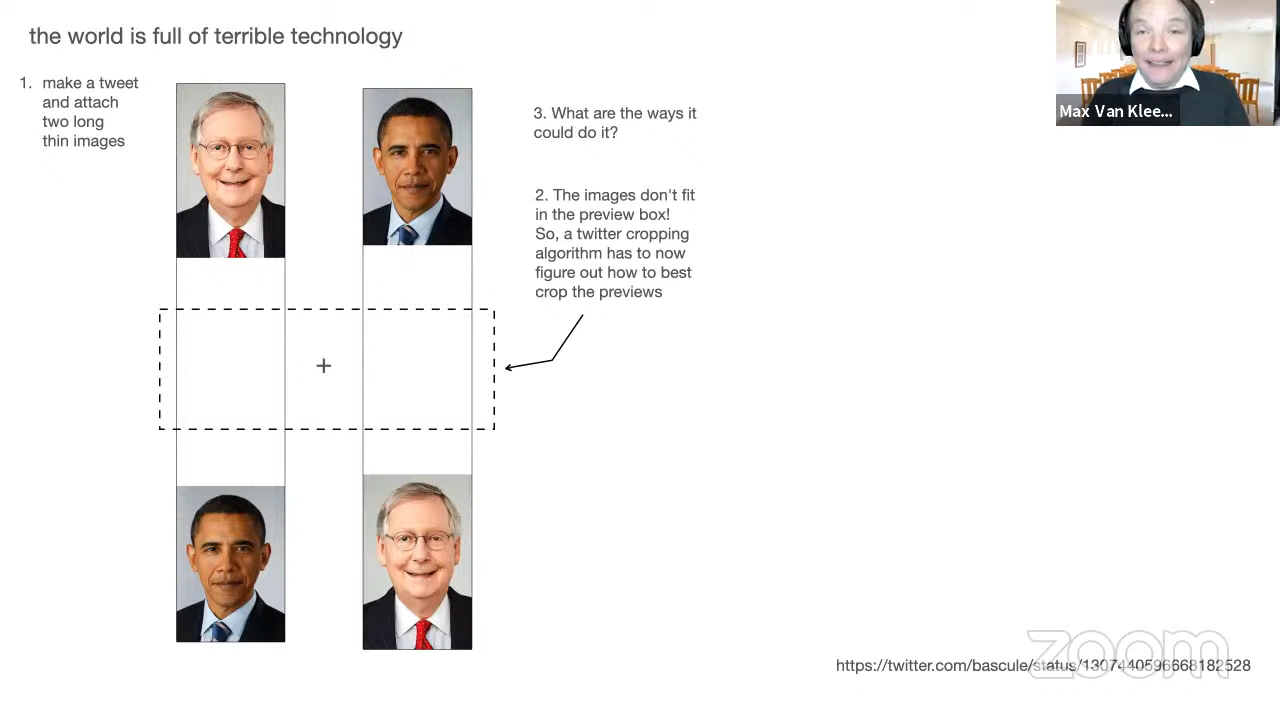 the world is full of terrible technology
1. make a tweet
and attach
two long
thin images
3. What are the ways it
could do it?
2. The images don't fit
in the preview box!
So, a twitter cropping
algorithm has to now
figure out how to best
crop the previews
+
Max Van Klee...
zoom
https://twitter.com/bascule/status/1307440596668182528